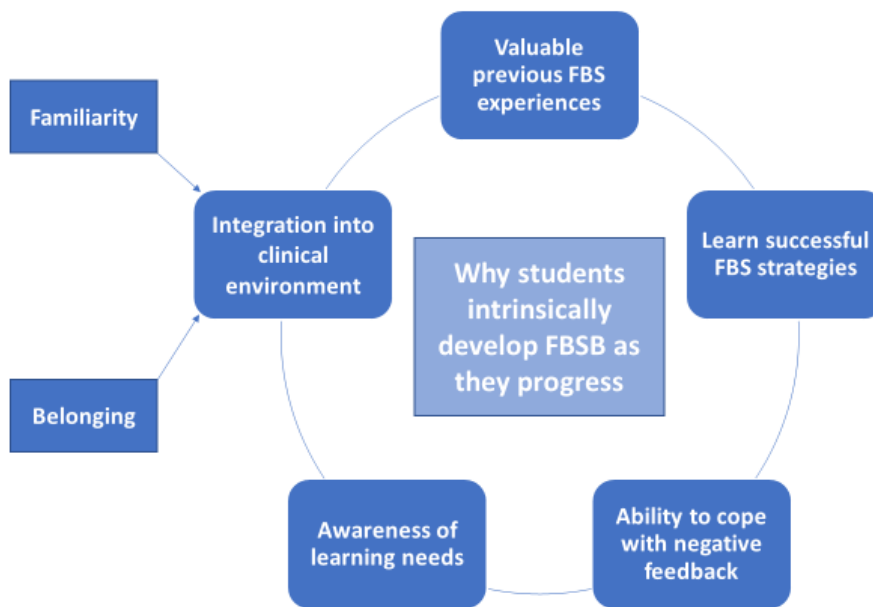 Valuable
previous FBS
experiences
Familiarity
Integration into
clinical
environment
Learn successful
FBS strategies
Why students
intrinsically
develop FBSB as
they progress
Belonging
Awareness of
learning needs
Ability to cope
with negative
feedback